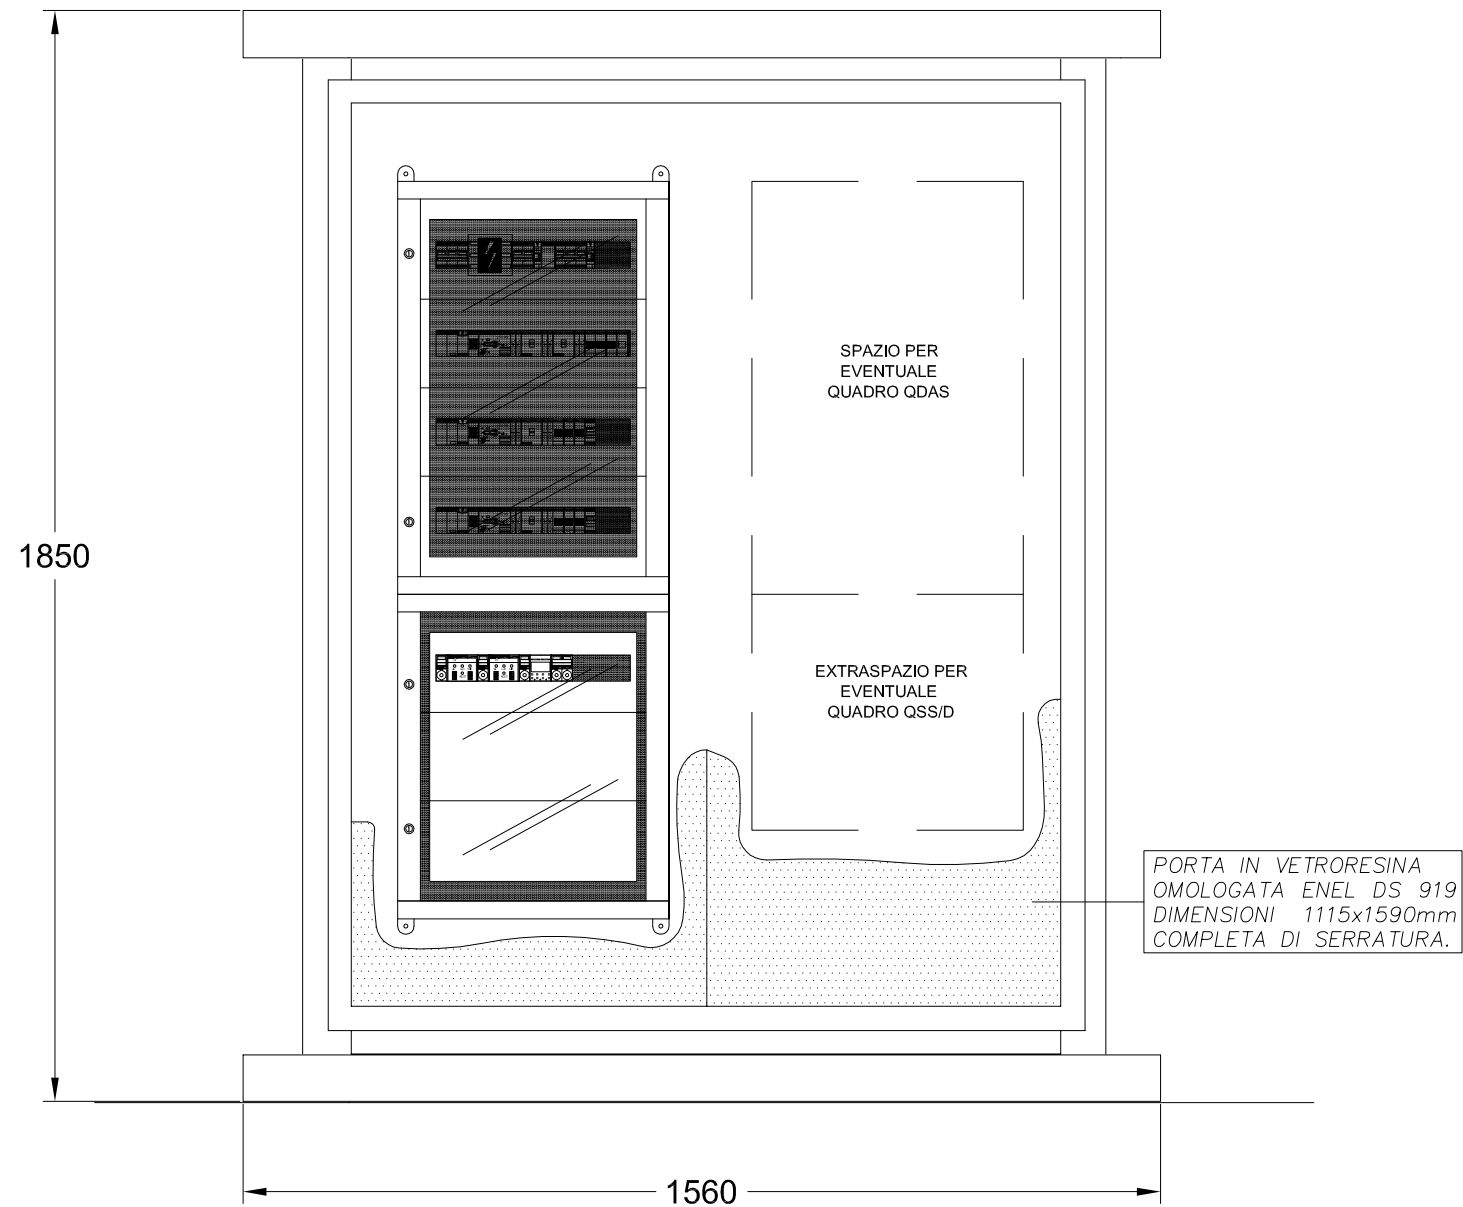 SPAZIO PER
EVENTUALE
QUADRO QDAS
1850
EXTRASPAZIO PER
EVENTUALE
QUADRO QSS/D
PORTA IN VETRORESINA
OMOLOGATA ENEL DS 919
DIMENSIONI 1115x1590mm
COMPLETA DI SERRATURA.
1560